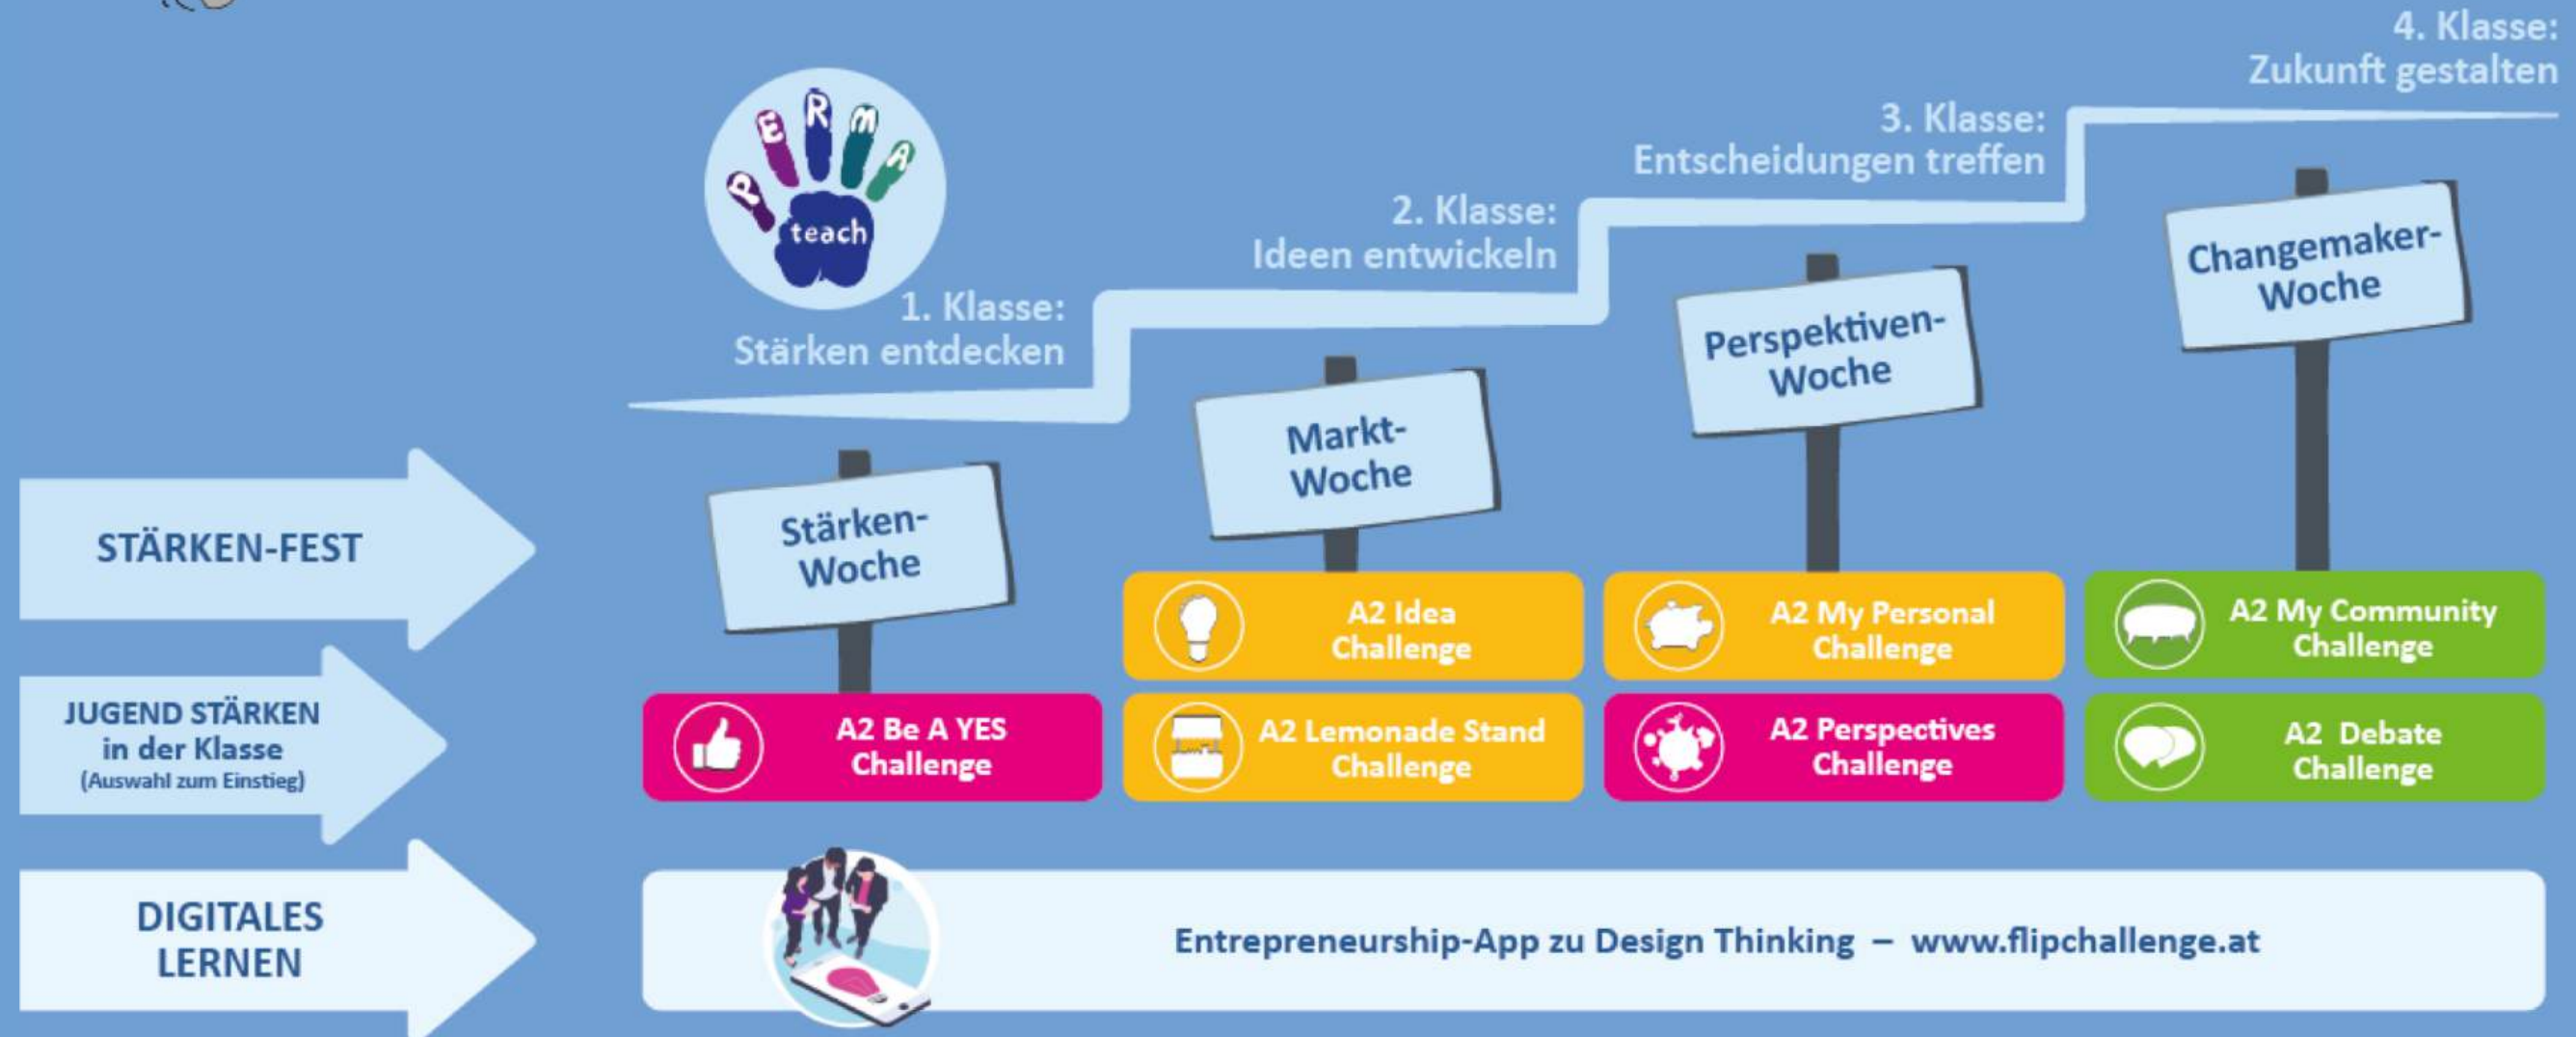 4. Klasse:
Zukunft gestalten
3. Klasse:
Entscheidungen treffen
2. Klasse:
Ideen entwickeln
1. Klasse:
Stärken entdecken
P E R M A
teach
Changemaker-
Woche
Perspektiven-
Woche
Markt-
Woche
Stärken-
Woche
STÄRKEN-FEST
A2 Idea
Challenge
A2 My Personal
Challenge
A2 My Community
Challenge
JUGEND STÄRKEN
in der Klasse
(Auswahl zum Einstieg)
A2 Be A YES
Challenge
A2 Lemonade Stand
Challenge
A2 Perspectives
Challenge
A2 Debate
Challenge
DIGITALES
LERNEN
Entrepreneurship-App zu Design Thinking – www.flipchallenge.at